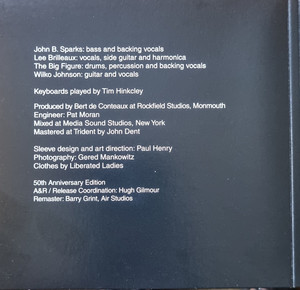 John B. Sparks: bass and backing vocals
Lee Brilleaux: vocals, side guitar and harmonica
The Big Figure: drums, percussion and backing vocals
Wilko Johnson: guitar and vocals
Keyboards played by Tim Hinkcley
Produced by Bert de Conteaux at Rockfield Studios, Monmouth
Engineer: Pat Moran
Mixed at Media Sound Studios, New York
Mastered at Trident by John Dent
Sleeve design and art direction: Paul Henry
Photography: Gered Mankowitz
Clothes by Liberated Ladies
50th Anniversary Edition
A&R / Release Coordination: Hugh Gilmour
Remaster: Barry Grint, Air Studios